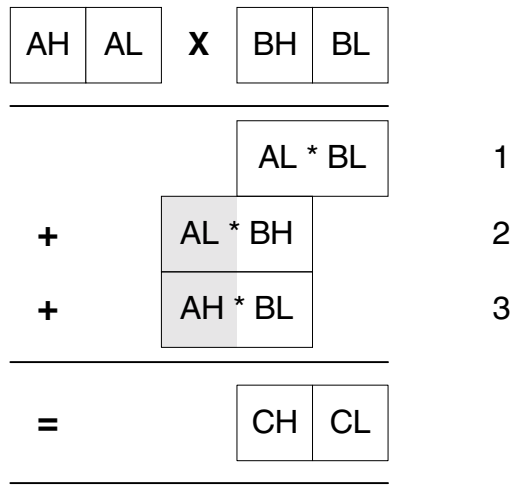 AH AL X BH BL
AL * BL 1
+ AL * BH 2
+ AH * BL 3
= CH CL